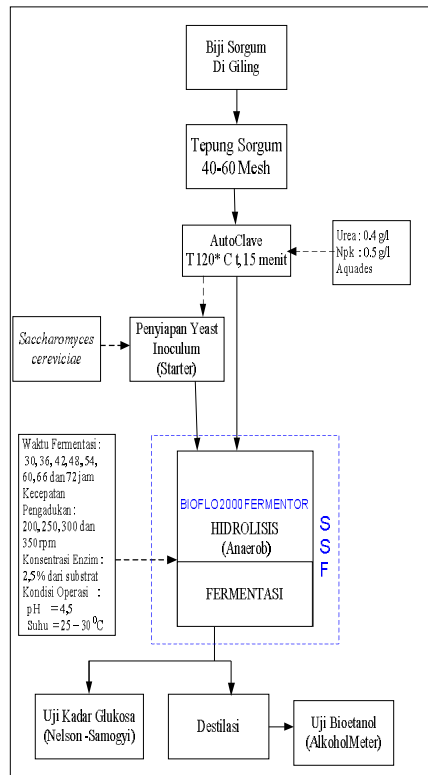 Biji Sorgum
Di Giling
Tepung Sorgum
40-60 Mesh
AutoClave
T 120* C t, 15 menit
Urea : 0.4 g/l
Npk : 0.5 g/l
Aquades
Saccharomyces
cereviciae
Penyiapan Yeast
Inoculum
(Starter)
Waktu Fermentasi :
30, 36, 42, 48, 54,
60, 66 dan 72 jam
Kecepatan
Pengadukan :
200, 250, 300 dan
350 rpm
Konsentrasi Enzim :
2,5% dari substrat
Kondisi Operasi :
pH = 4,5
Suhu = 25 – 30 ⁰C
BIOFLO 2000 FERMENTOR
HIDROLISIS
(Anaerob)
FERMENTASI
S
S
F
Uji Kadar Glukosa
(Nelson - Samogyi)
Destilasi
Uji Bioetanol
(AlkoholMeter)